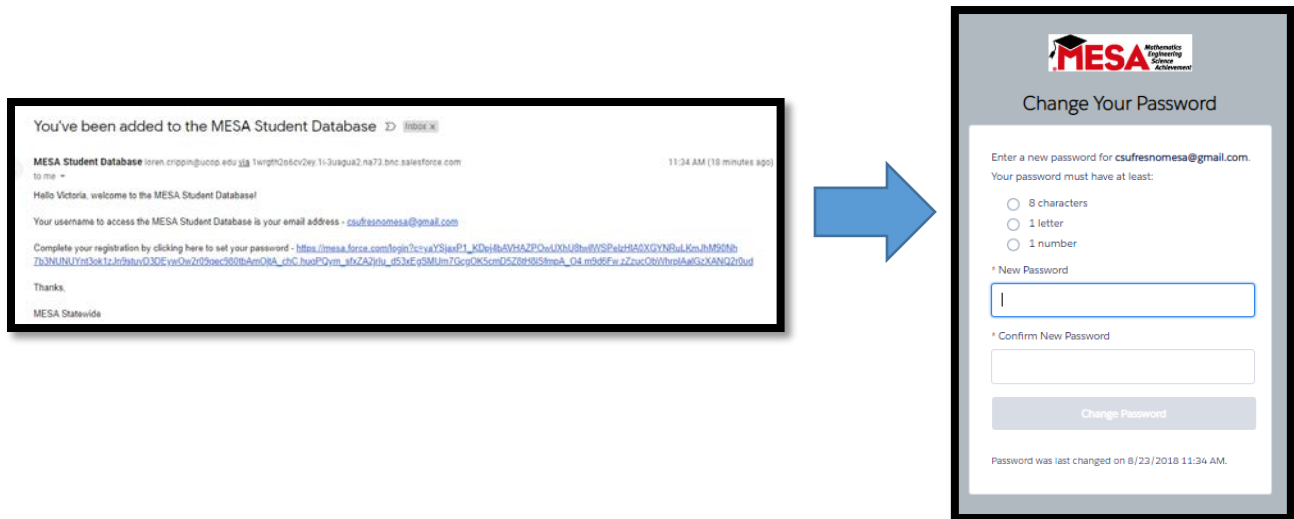 You've been added to the MESA Student Database Inbox x
MESA Student Database loren.crippin@ucop.edu via
11:34 AM (18 minutes ago)
to me
Hello Victoria, welcome to the MESA Student Database!
Your username to access the MESA Student Database is your email address - csufresnomesa@gmail.com
Complete your registration by clicking here to set your password -
Thanks,
MESA Statewide
MESA Mathematics
Engineering
Science
Achievement
Change Your Password
Enter a new password for csufresnomesa@gmail.com.
Your password must have at least:
8 characters
1 letter
1 number
* New Password
* Confirm New Password
Change Password
Password was last changed on 8/23/2018 11:34 AM.